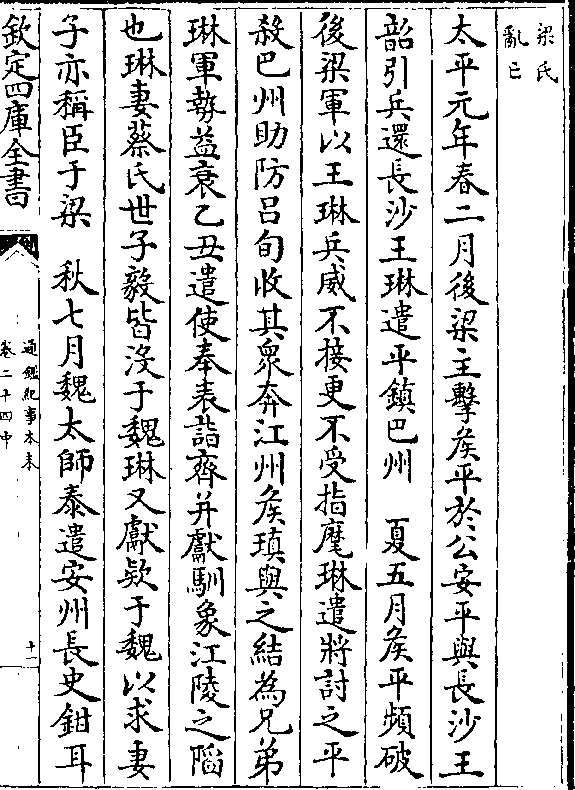 梁氏
亂亡
太平元年春二月後梁主擊矦平於公安平與長沙王
韶引兵還長沙王琳遣平鎮巴州　夏五月矦平頻破
後梁軍以王琳兵威不接更不受指麾琳遣將討之平
殺巴州助防呂旬收其衆奔江州矦瑱與之結為兄弟
琳軍勢益衰乙丑遣使奉表詣齊并獻馴象江陵之陷
也琳妻蔡氏世子毅皆沒于魏琳又獻欵于魏以求妻
子亦稱臣于梁　秋七月魏太師泰遣安州長史鉗耳
欽定四庫全書
通鑑紀事本末
卷二十四中
十二